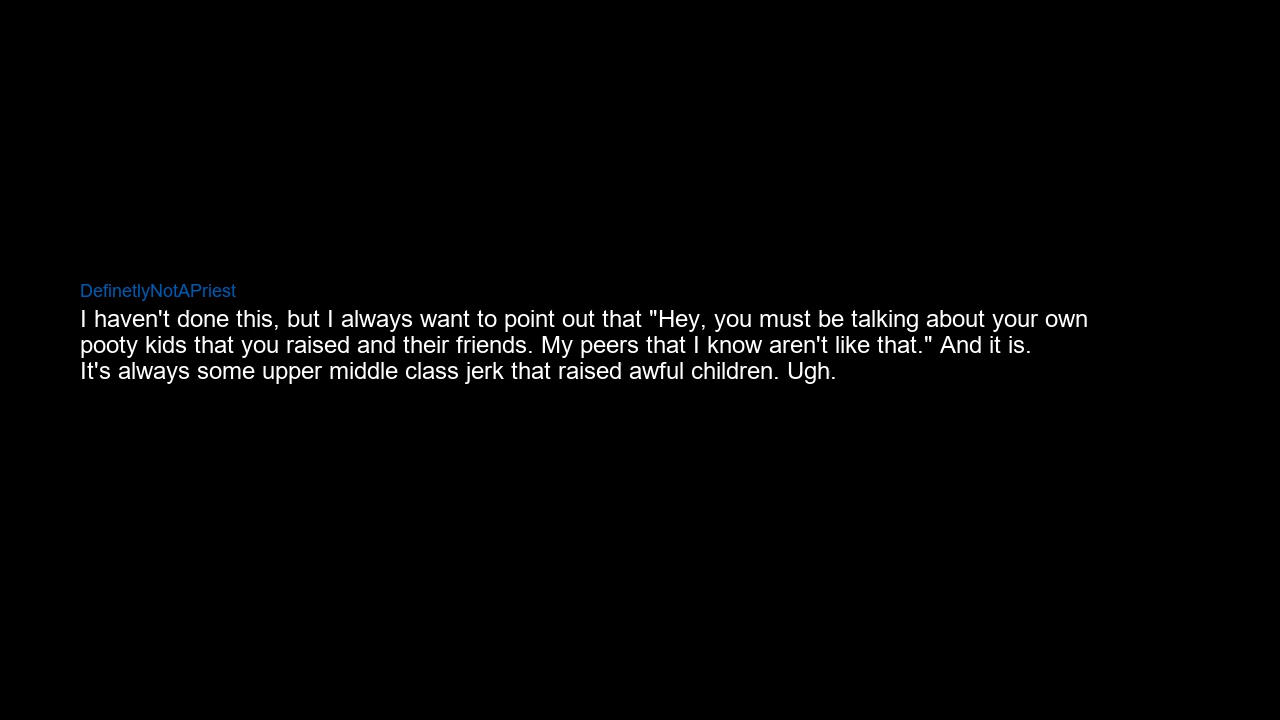 DefinetlyNotAPriest
I haven't done this, but I always want to point out that "Hey, you must be talking about your own
pooty kids that you raised and their friends. My peers that I know aren't like that." And it is.
It's always some upper middle class jerk that raised awful children. Ugh.